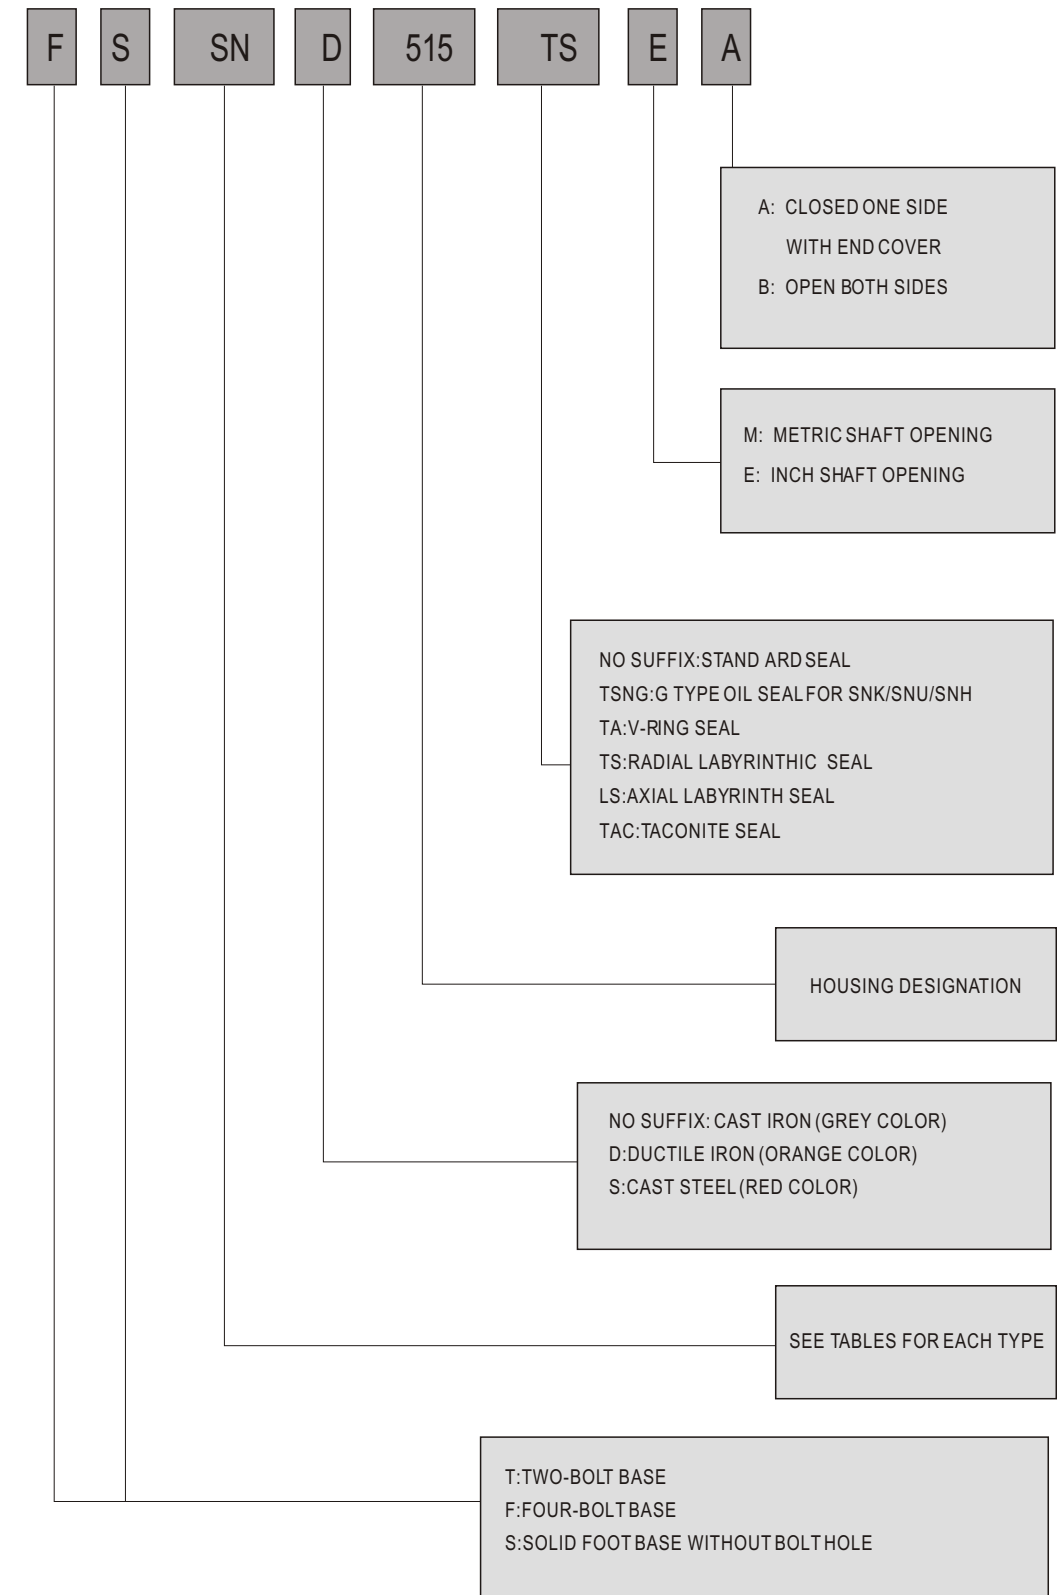 F S SN D 515 TS E A
A: CLOSED ONE SIDE
WITH END COVER
B: OPEN BOTH SIDES
M: METRIC SHAFT OPENING
E: INCH SHAFT OPENING
NO SUFFIX:STAND ARD SEAL
TSNG:G TYPE OIL SEAL FOR SNK/SNU/SNH
TA:V-RING SEAL
TS:RADIAL LABYRINTHIC SEAL
LS:AXIAL LABYRINTH SEAL
TAC:TACONITE SEAL
HOUSING DESIGNATION
NO SUFFIX: CAST IRON (GREY COLOR)
D:DUCTILE IRON (ORANGE COLOR)
S:CAST STEEL (RED COLOR)
SEE TABLES FOR EACH TYPE
T:TWO-BOLT BASE
F:FOUR-BOLT BASE
S:SOLID FOOT BASE WITHOUT BOLT HOLE